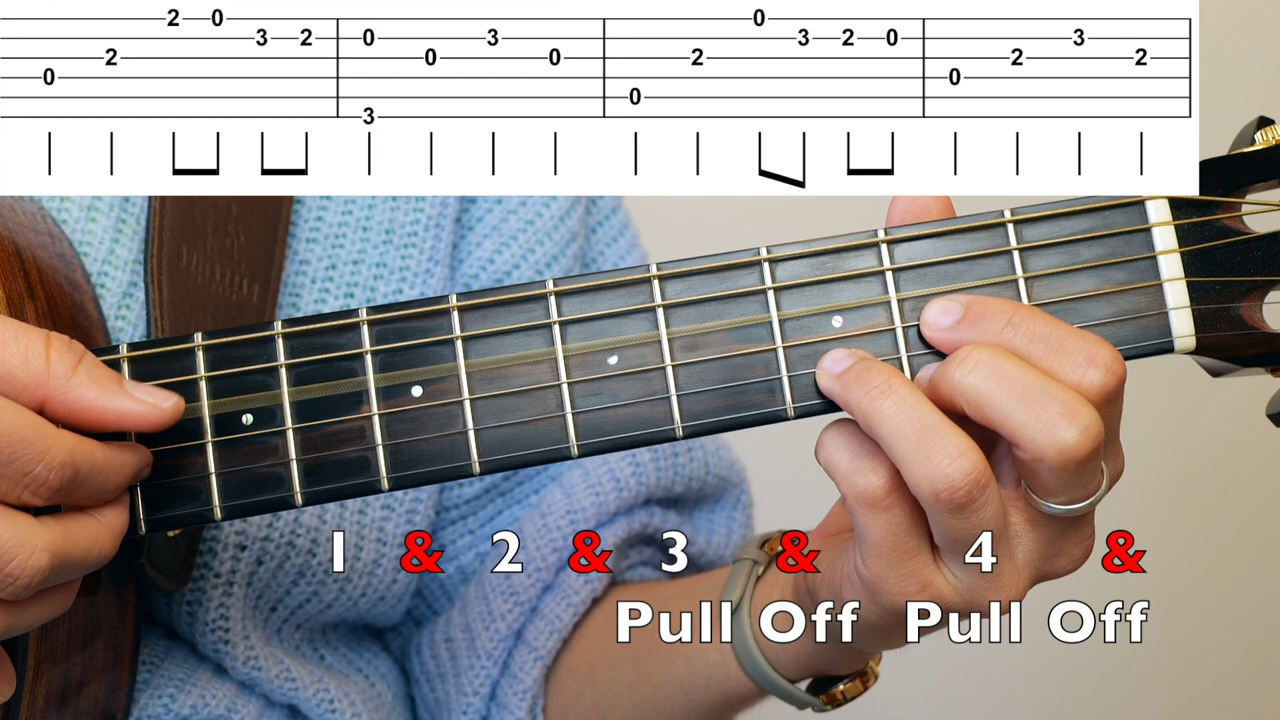 2 0 0
3 2 0 3 3 2 0 3
2 0 0 2 2 2
0 0
0
3
1 & 2 & 3 & 4 &
Pull Off Pull Off